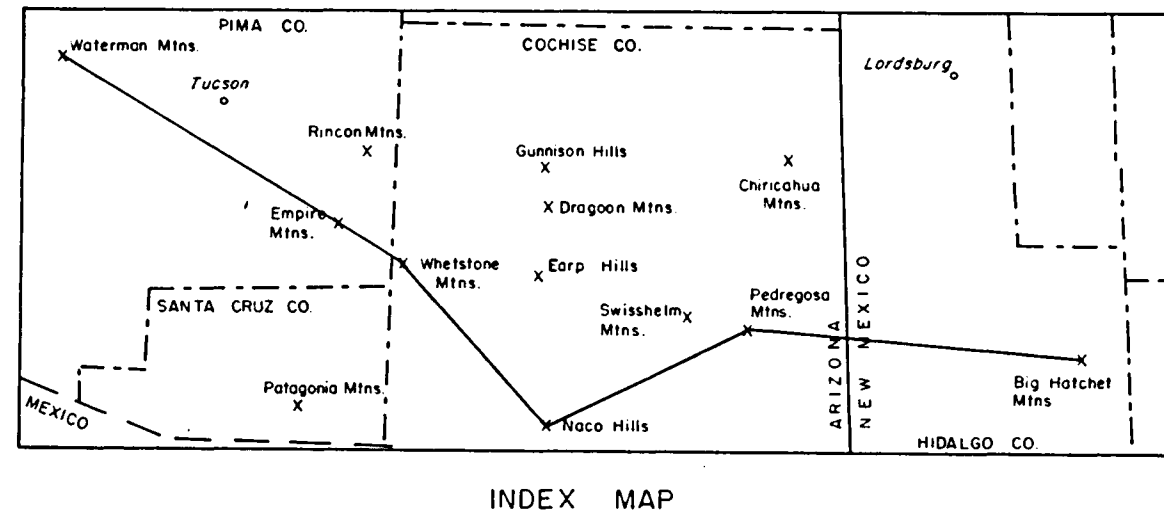 PIMA CO.
Waterman Mtns.
COCHISE CO.
Tucson
Lordsburg
Rincon Mtns.
Gunnison Hills
Chiricahua
Mtns.
Dragoon Mtns.
Empire
Mtns.
Whetstone
Mtns.
Earp Hills
SANTA CRUZ CO.
Swisshelm
Mtns.
Pedregosa
Mtns.
ARIZONA
NEW MEXICO
Big Hatchet
Mtns
Patagonia Mtns.
MEXICO
Naco Hills
HIDALGO CO.
INDEX MAP